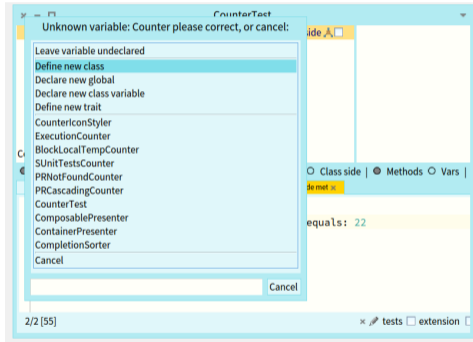 CounterTest
Unknown variable: Counter please correct, or cancel:
Leave variable undeclared
Define new class
Declare new global
Declare new class variable
Define new trait
CounterIconStyler
ExecutionCounter
BlockLocalTempCounter
SUnitTestsCounter
PRNotFoundCounter
PRCascadingCounter
CounterTest
ComposablePresenter
ContainerPresenter
CompletionSorter
Cancel
Cancel
side
Co
Class side | Methods Vars |
de met ×
equals: 22
2/2 [55]
× tests extension